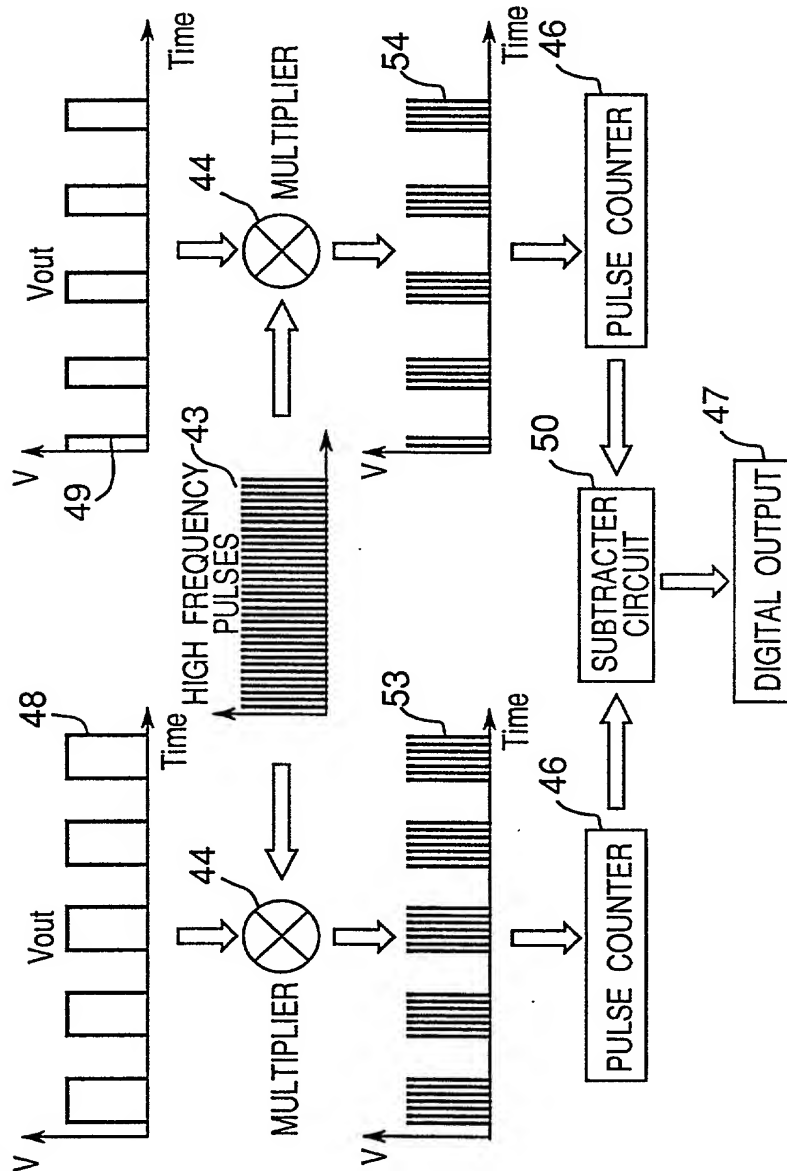 V
Vout
48
Time
V
49
Vout
Time
HIGH FREQUENCY
PULSES
43
44
MULTIPLIER
44
MULTIPLIER
V
53
Time
V
54
Time
46
PULSE COUNTER
46
PULSE COUNTER
50
SUBTRACTER
CIRCUIT
47
DIGITAL OUTPUT